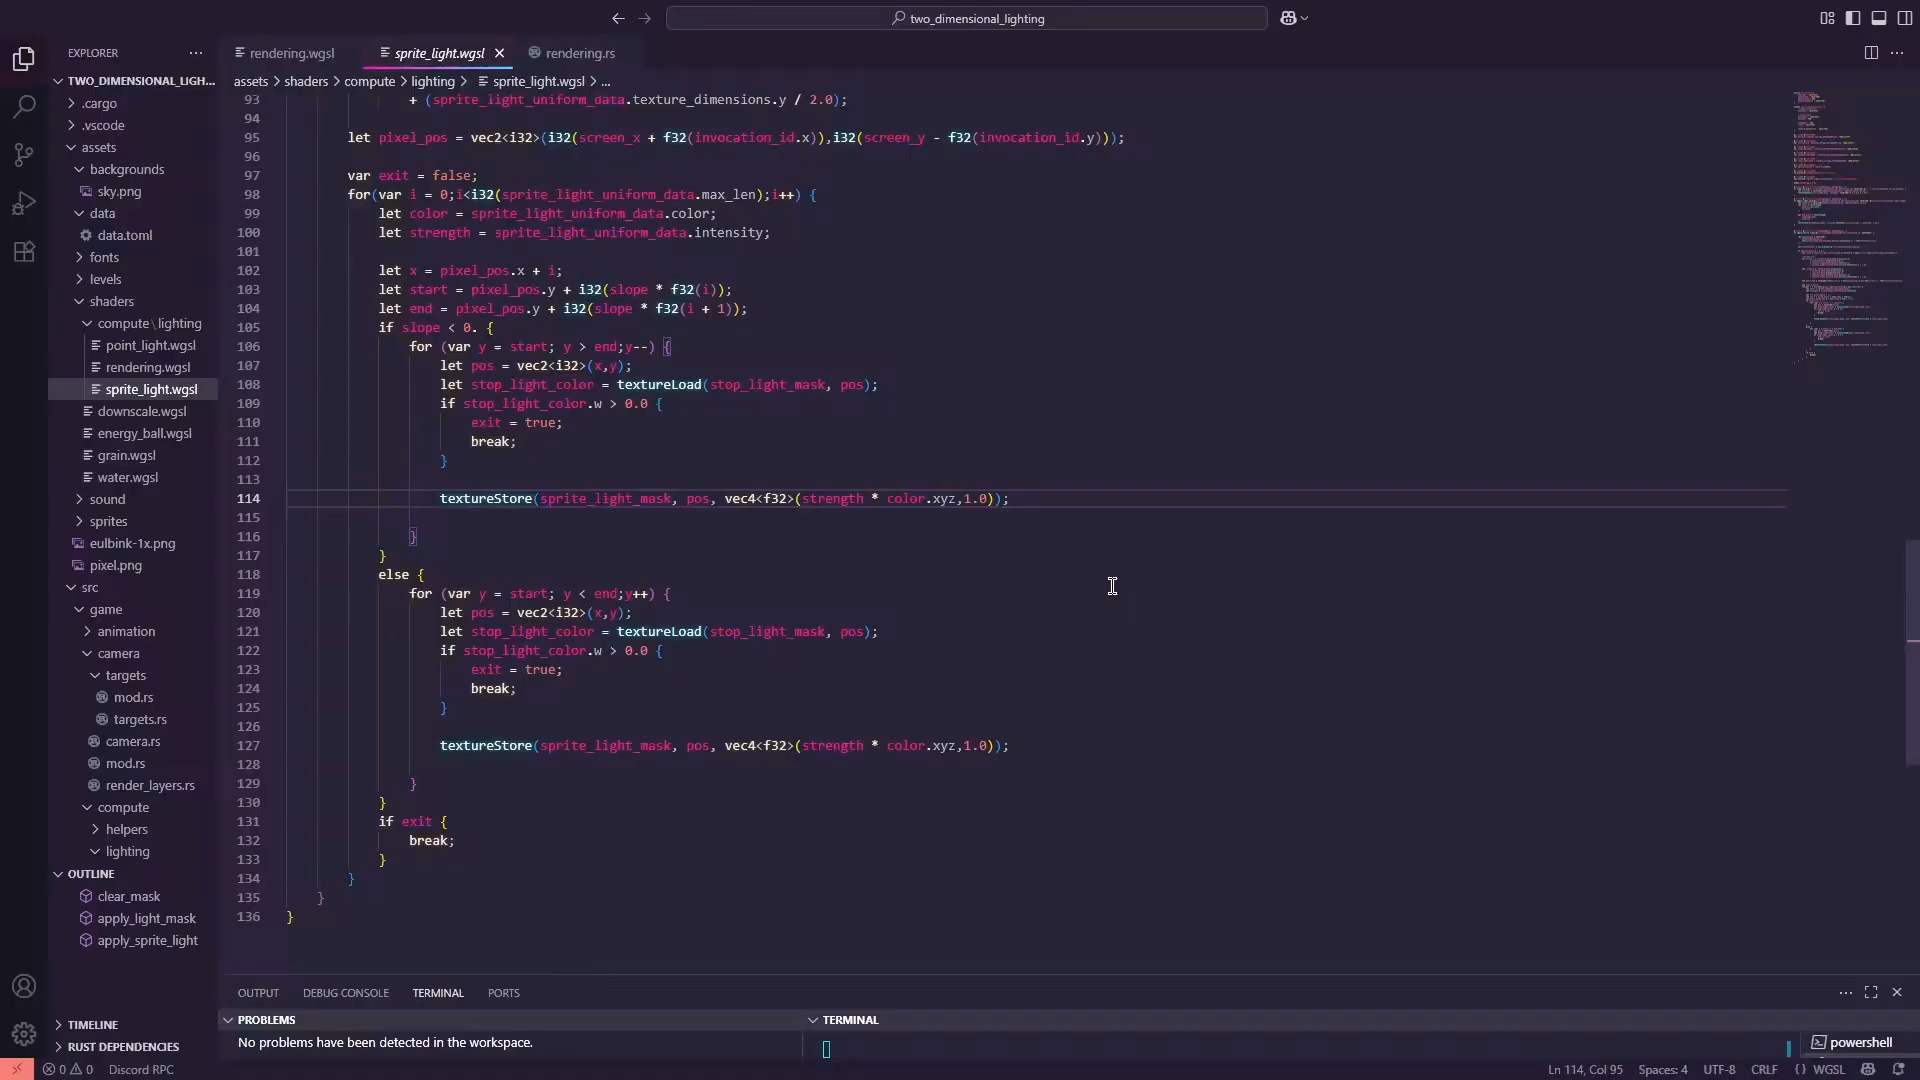 two_dimensional_lighting
EXPLORER
TWO_DIMENSIONAL_LIGH...
.cargo
.vscode
assets
backgrounds
sky.png
data
data.toml
fonts
levels
shaders
compute\lighting
point_light.wgsl
rendering.wgsl
sprite_light.wgsl
downscale.wgsl
energy_ball.wgsl
grain.wgsl
water.wgsl
sound
sprites
eulbink-1x.png
pixel.png
src
game
animation
camera
targets
mod.rs
targets.rs
camera.rs
mod.rs
render_layers.rs
compute
helpers
lighting
OUTLINE
clear_mask
apply_light_mask
apply_sprite_light
TIMELINE
RUST DEPENDENCIES
rendering.wgsl sprite_light.wgsl rendering.rs
assets > shaders > compute > lighting > sprite_light.wgsl > ...
93 + (sprite_light_uniform_data.texture_dimensions.y / 2.0);
94
95 let pixel_pos = vec2<i32>(i32(screen_x + f32(invocation_id.x)),i32(screen_y - f32(invocation_id.y)));
96
97 var exit = false;
98 for(var i = 0;i<i32(sprite_light_uniform_data.max_len);i++) {
99 let color = sprite_light_uniform_data.color;
100 let strength = sprite_light_uniform_data.intensity;
101
102 let x = pixel_pos.x + i;
103 let start = pixel_pos.y + i32(slope * f32(i));
104 let end = pixel_pos.y + i32(slope * f32(i + 1));
105 if slope < 0. {
106 for (var y = start; y > end;y--) {
107 let pos = vec2<i32>(x,y);
108 let stop_light_color = textureLoad(stop_light_mask, pos);
109 if stop_light_color.w > 0.0 {
110 exit = true;
111 break;
112 }
113
114 textureStore(sprite_light_mask, pos, vec4<f32>(strength * color.xyz,1.0));
115
116 }
117 }
118 else {
119 for (var y = start; y < end;y++) {
120 let pos = vec2<i32>(x,y);
121 let stop_light_color = textureLoad(stop_light_mask, pos);
122 if stop_light_color.w > 0.0 {
123 exit = true;
124 break;
125 }
126
127 textureStore(sprite_light_mask, pos, vec4<f32>(strength * color.xyz,1.0));
128
129 }
130 }
131 if exit {
132 break;
133 }
134 }
135 }
136 }
OUTPUT DEBUG CONSOLE TERMINAL PORTS
PROBLEMS
No problems have been detected in the workspace.
TERMINAL
powershell
0 0 Discord RPC
Ln 114, Col 95 Spaces: 4 UTF-8 CRLF {} WGSL